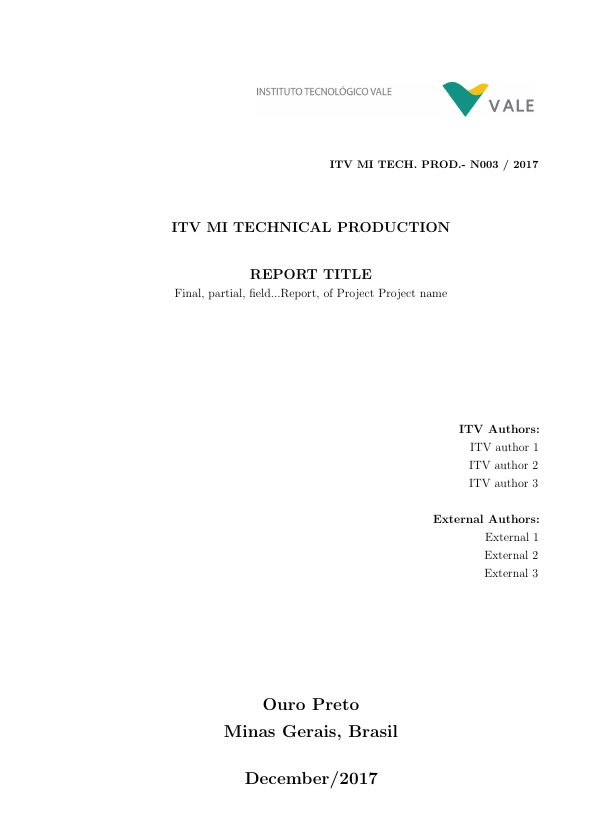 INSTITUTO TECNOLÓGICO VALE
VALE
ITV MI TECH. PROD.- N003 / 2017
ITV MI TECHNICAL PRODUCTION
REPORT TITLE
Final, partial, field...Report, of Project Project name
ITV Authors:
ITV author 1
ITV author 2
ITV author 3
External Authors:
External 1
External 2
External 3
Ouro Preto
Minas Gerais, Brasil
December/2017